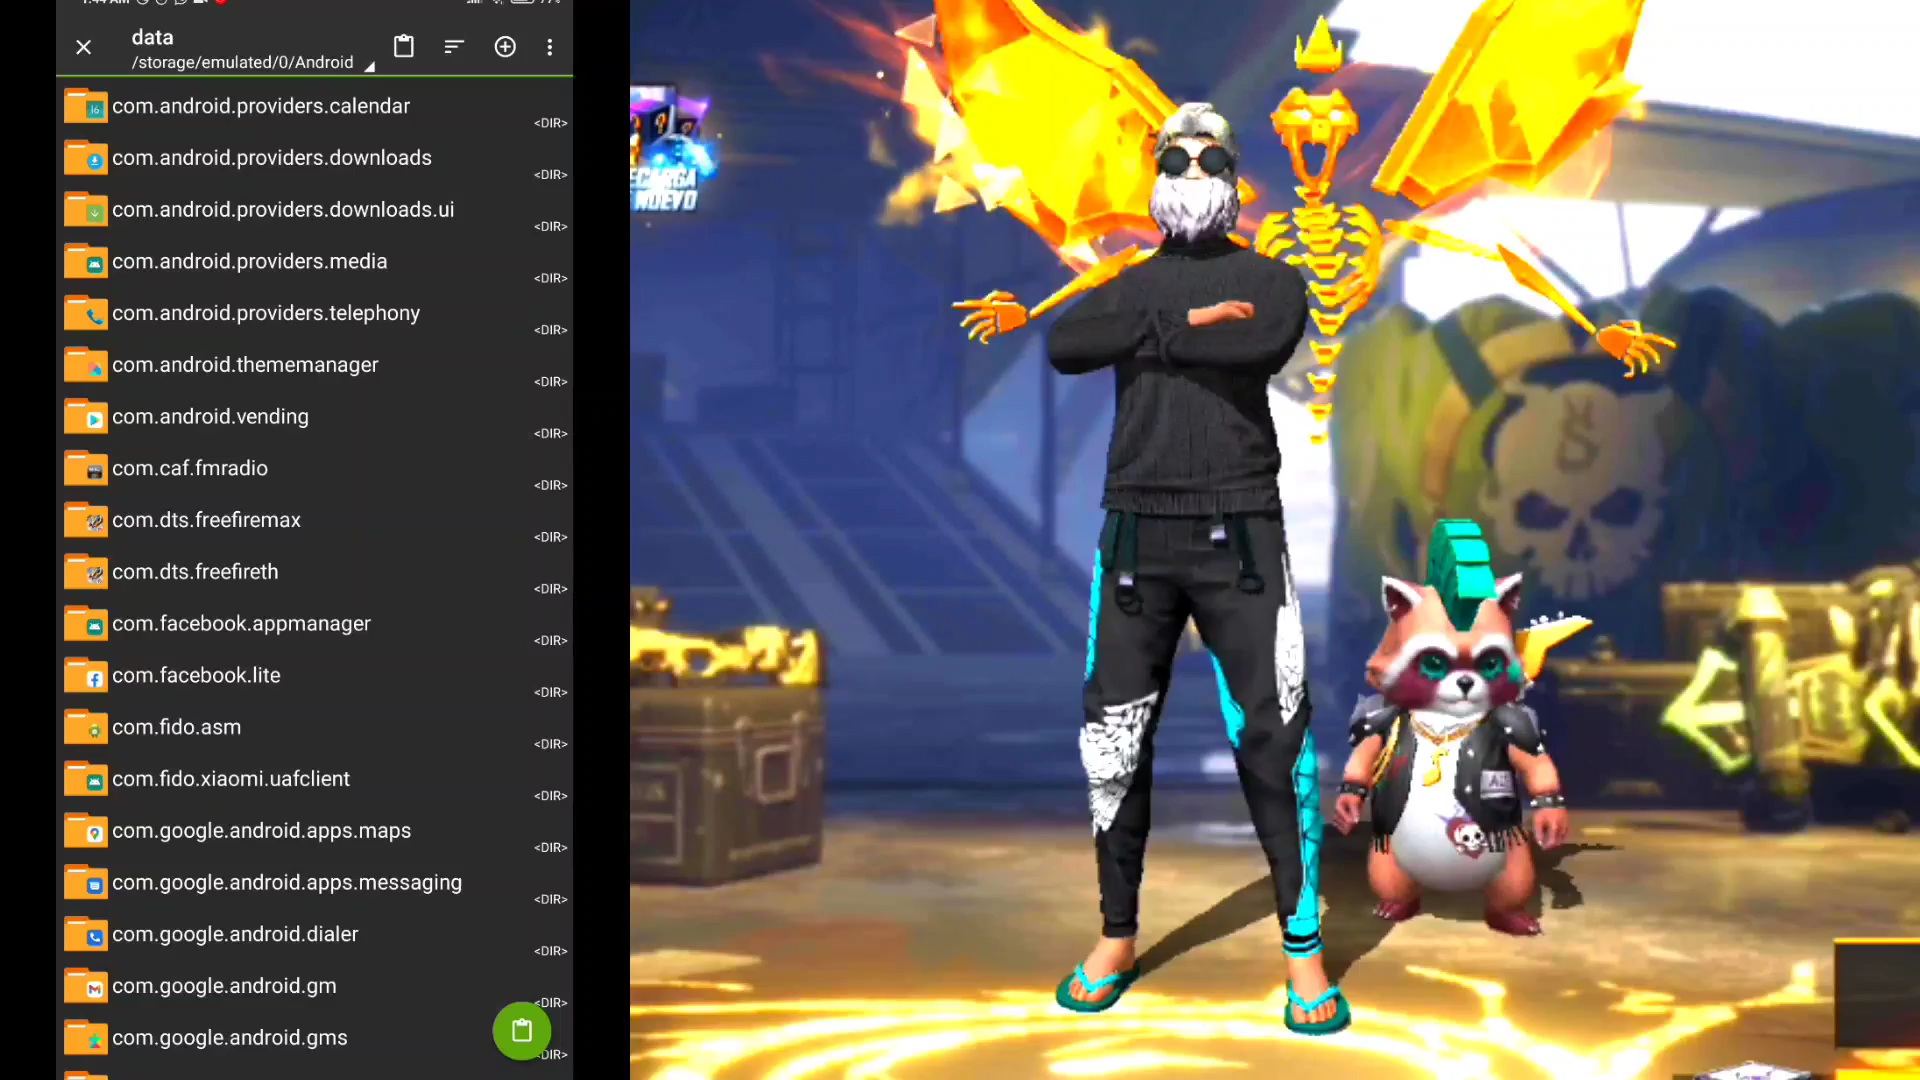 data
/storage/emulated/0/Android
com.android.providers.calendar
<DIR>
com.android.providers.downloads
<DIR>
com.android.providers.downloads.ui
<DIR>
com.android.providers.media
<DIR>
com.android.providers.telephony
<DIR>
com.android.thememanager
<DIR>
com.android.vending
<DIR>
com.caf.fmradio
<DIR>
com.dts.freefiremax
<DIR>
com.dts.freefireth
<DIR>
com.facebook.appmanager
<DIR>
com.facebook.lite
<DIR>
com.fido.asm
<DIR>
com.fido.xiaomi.uafclient
<DIR>
com.google.android.apps.maps
<DIR>
com.google.android.apps.messaging
<DIR>
com.google.android.dialer
<DIR>
com.google.android.gm
<DIR>
com.google.android.gms
DIR>
ECARGA
NUEVO